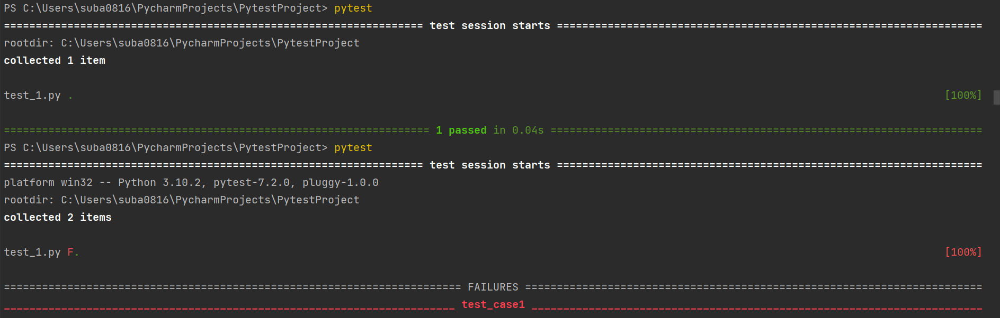 PS C:\Users\suba0816\PycharmProjects\PytestProject> pytest
================================================================== test session starts ===================================================================
rootdir: C:\Users\suba0816\PycharmProjects\PytestProject
collected 1 item
test_1.py . [100%]
=================================================================== 1 passed in 0.04s ====================================================================
PS C:\Users\suba0816\PycharmProjects\PytestProject> pytest
================================================================== test session starts ===================================================================
platform win32 -- Python 3.10.2, pytest-7.2.0, pluggy-1.0.0
rootdir: C:\Users\suba0816\PycharmProjects\PytestProject
collected 2 items
test_1.py F. [100%]
======================================================================== FAILURES ========================================================================
_______________________________________________________________________ test_case1 _______________________________________________________________________